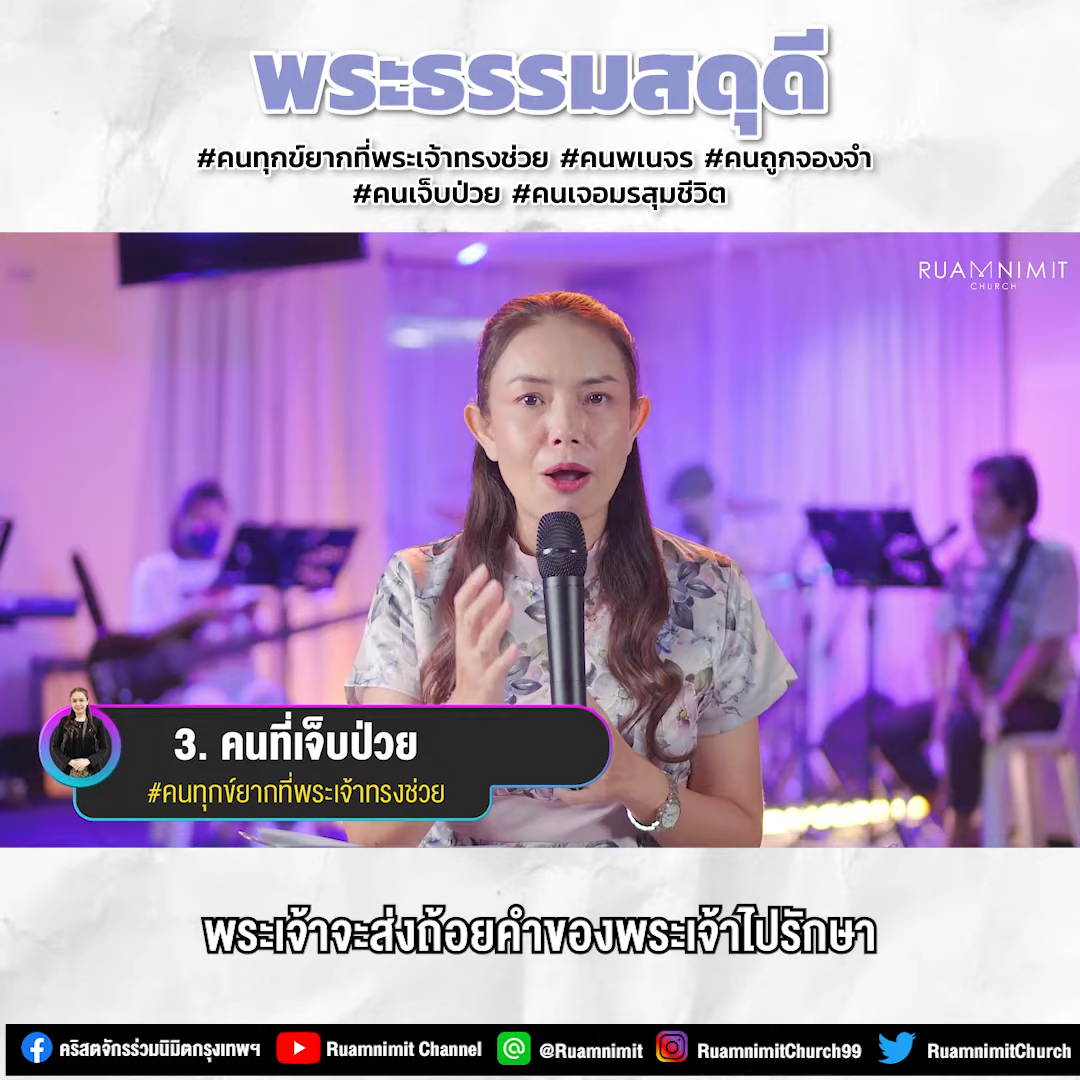 พระธรรมสดุดี
#คนทุกข์ยากที่พระเจ้าทรงช่วย #คนพเนจร #คนถูกจองจำ
#คนเจ็บป่วย #คนเจอมรสุมชีวิต
RUAMNIMIT
CHURCH
3. คนที่เจ็บป่วย
#คนทุกข์ยากที่พระเจ้าทรงช่วย
พระเจ้าจะส่งถ้อยคำของพระเจ้าไปรักษา
คริสตจักรร่วมนิมิตกรุงเทพฯ Ruamnimit Channel @Ruamnimit RuamnimitChurch99 RuamnimitChurch